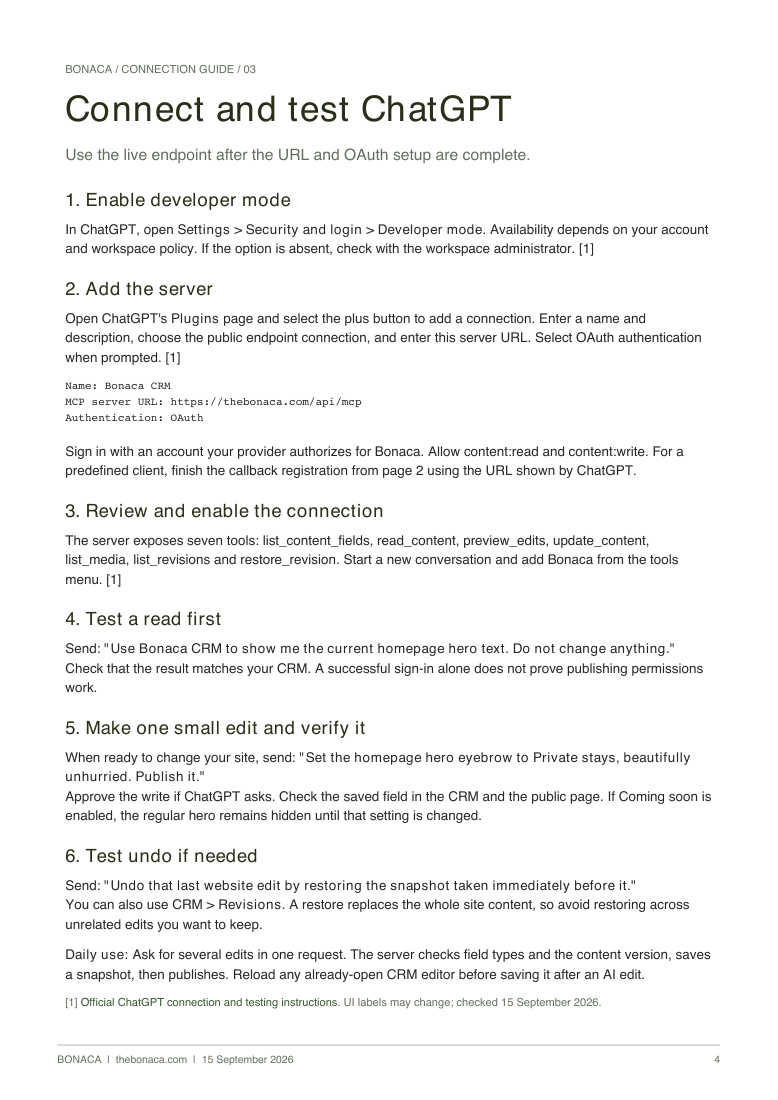 BONACA / CONNECTION GUIDE / 03
Connect and test ChatGPT
Use the live endpoint after the URL and OAuth setup are complete.
1. Enable developer mode
In ChatGPT, open Settings > Security and login > Developer mode. Availability depends on your account
and workspace policy. If the option is absent, check with the workspace administrator. [1]
2. Add the server
Open ChatGPT's Plugins page and select the plus button to add a connection. Enter a name and
description, choose the public endpoint connection, and enter this server URL. Select OAuth authentication
when prompted. [1]
Name: Bonaca CRM
MCP server URL: https://thebonaca.com/api/mcp
Authentication: OAuth
Sign in with an account your provider authorizes for Bonaca. Allow content:read and content:write. For a
predefined client, finish the callback registration from page 2 using the URL shown by ChatGPT.
3. Review and enable the connection
The server exposes seven tools: list_content_fields, read_content, preview_edits, update_content,
list_media, list_revisions and restore_revision. Start a new conversation and add Bonaca from the tools
menu. [1]
4. Test a read first
Send: "Use Bonaca CRM to show me the current homepage hero text. Do not change anything."
Check that the result matches your CRM. A successful sign-in alone does not prove publishing permissions
work.
5. Make one small edit and verify it
When ready to change your site, send: "Set the homepage hero eyebrow to Private stays, beautifully
unhurried. Publish it."
Approve the write if ChatGPT asks. Check the saved field in the CRM and the public page. If Coming soon is
enabled, the regular hero remains hidden until that setting is changed.
6. Test undo if needed
Send: "Undo that last website edit by restoring the snapshot taken immediately before it."
You can also use CRM > Revisions. A restore replaces the whole site content, so avoid restoring across
unrelated edits you want to keep.
Daily use: Ask for several edits in one request. The server checks field types and the content version, saves
a snapshot, then publishes. Reload any already-open CRM editor before saving it after an AI edit.
[1] Official ChatGPT connection and testing instructions. UI labels may change; checked 15 September 2026.
BONACA | thebonaca.com | 15 September 2026
4